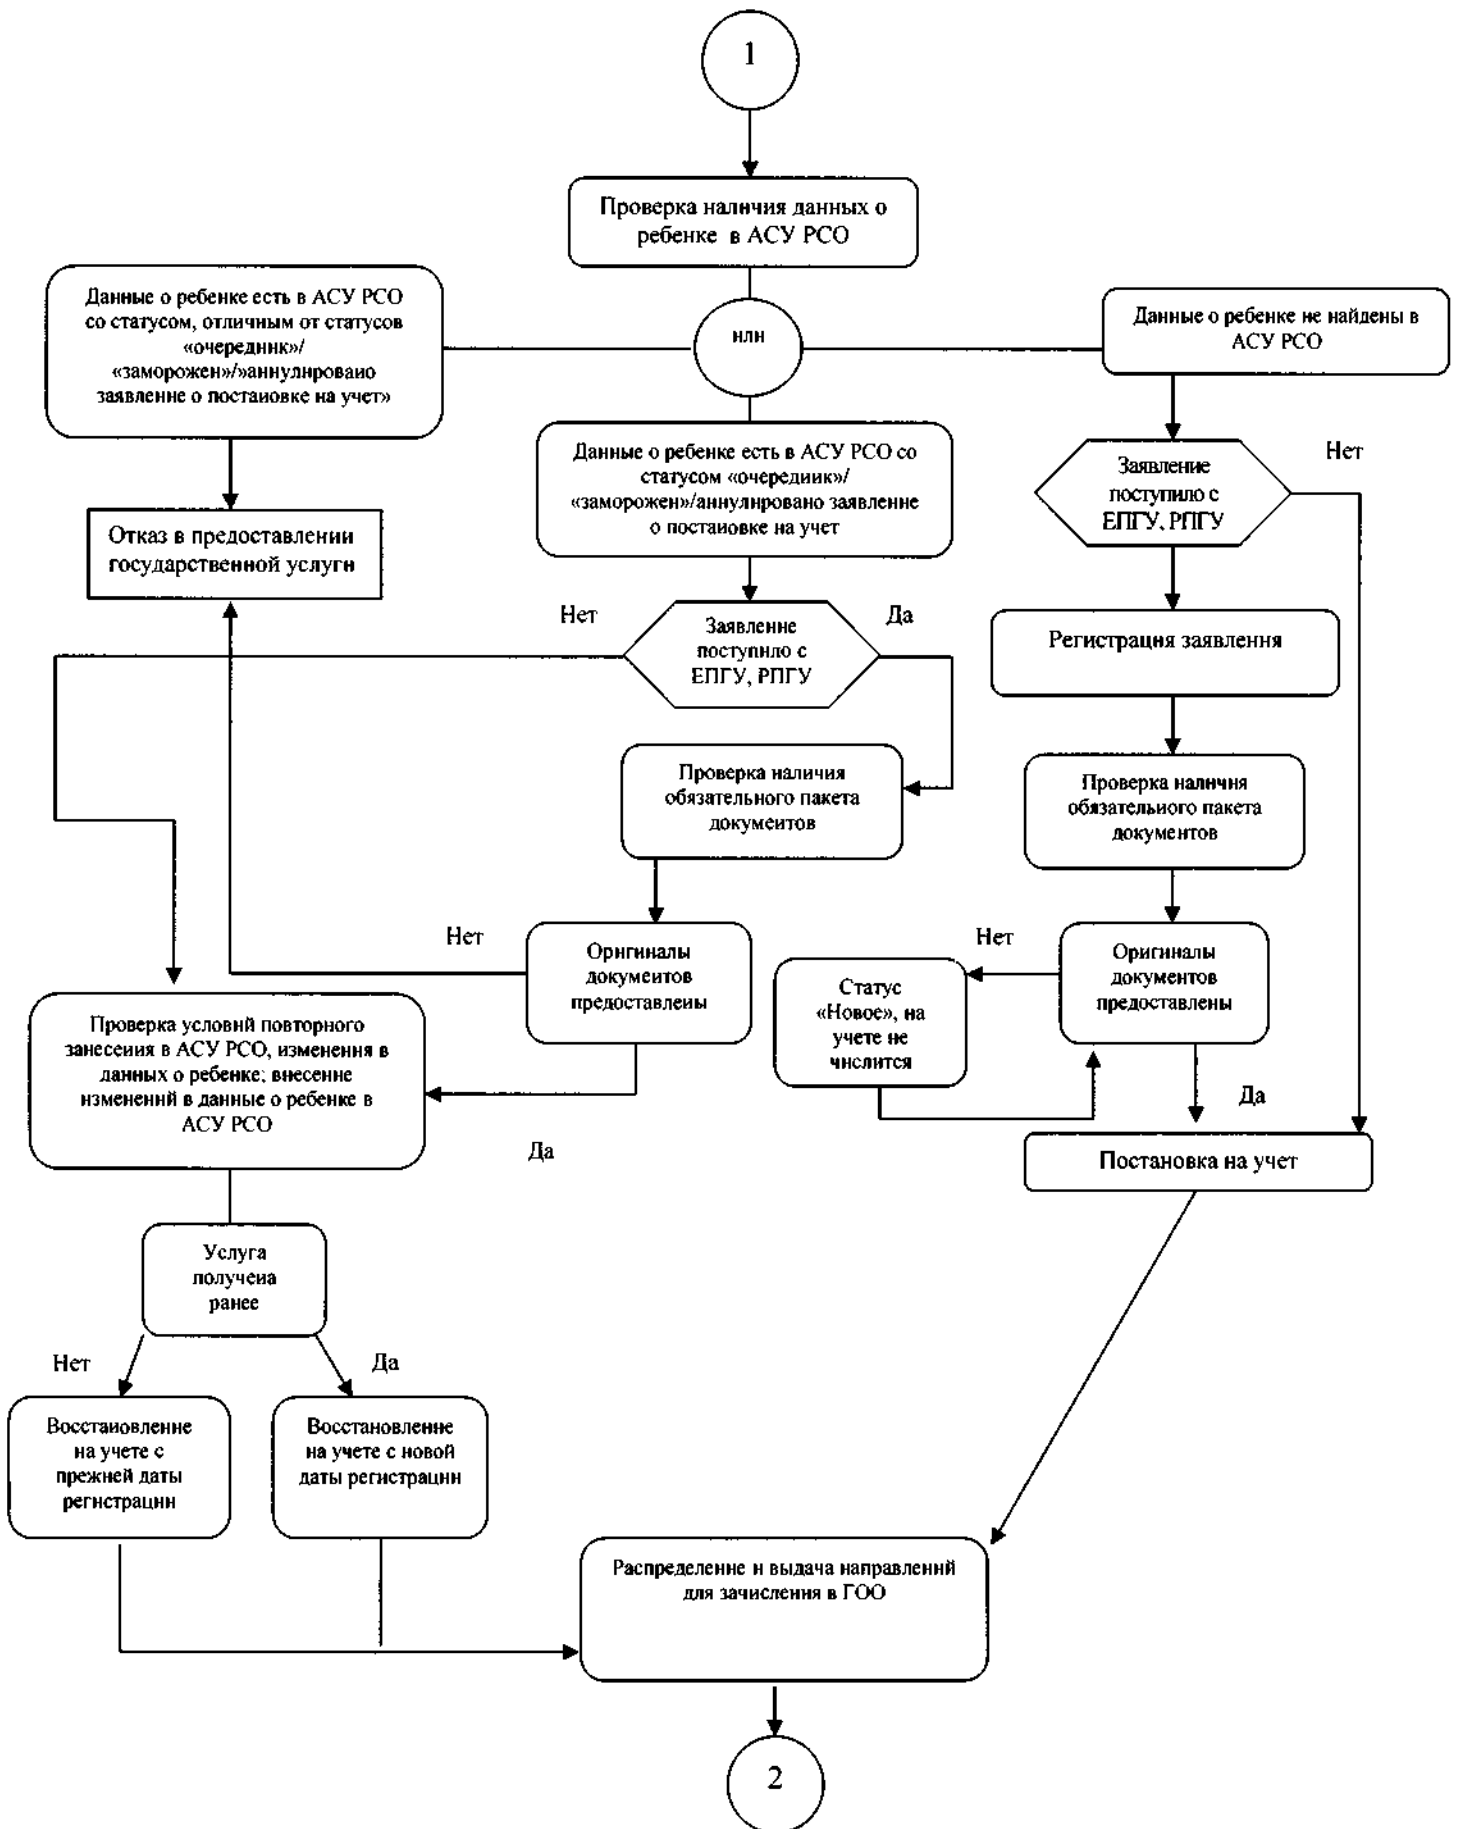 1
Проверка наличия данных о
ребенке в АСУ РСО
Данные о ребенке есть в АСУ РСО
со статусом, отличным от статусов
«очередник»/
«заморожен»/»аннулировано
заявление о постановке на учет»
или
Данные о ребенке не найдены в
АСУ РСО
Данные о ребенке есть в АСУ РСО со
статусом «очередник»/
«заморожен»/аннулировано заявление
о постановке на учет
Заявление
поступило с
ЕПГУ, РПГУ
Нет
Отказ в предоставлении
государственной услуги
Нет
Заявление
поступило с
ЕПГУ, РПГУ
Да
Регистрация заявления
Проверка наличия
обязательного пакета
документов
Проверка наличия
обязательного пакета
документов
Нет
Оригиналы
документов
предоставлены
Нет
Статус
«Новое», на
учете не
числится
Оригиналы
документов
предоставлены
Проверка условий повторного
занесения в АСУ РСО, изменения в
данных о ребенке; внесение
изменений в данные о ребенке в
АСУ РСО
Да
Да
Постановка на учет
Услуга
получена
ранее
Нет
Да
Восстановление
на учете с
прежней даты
регистрации
Восстановление
на учете с новой
даты регистрации
Распределение и выдача направлений
для зачисления в ГОО
2